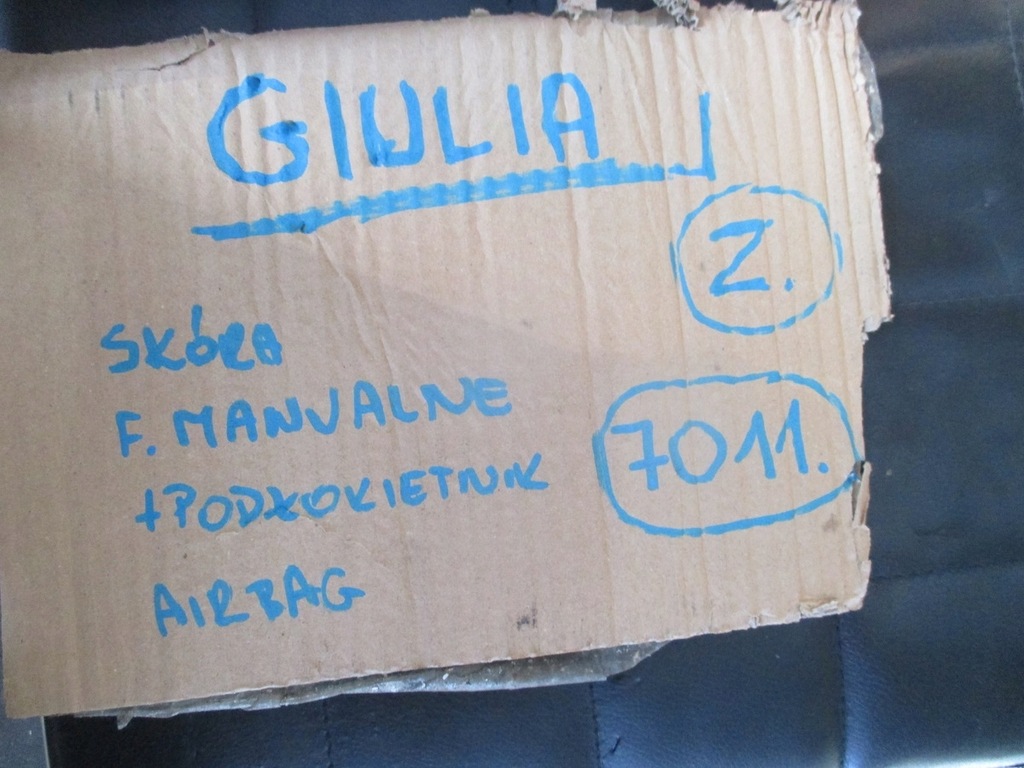 GIULIA
Z.
SKÓRA
F. MANUALNE
7011.
+PODŁOKIETNIK
AIRBAG